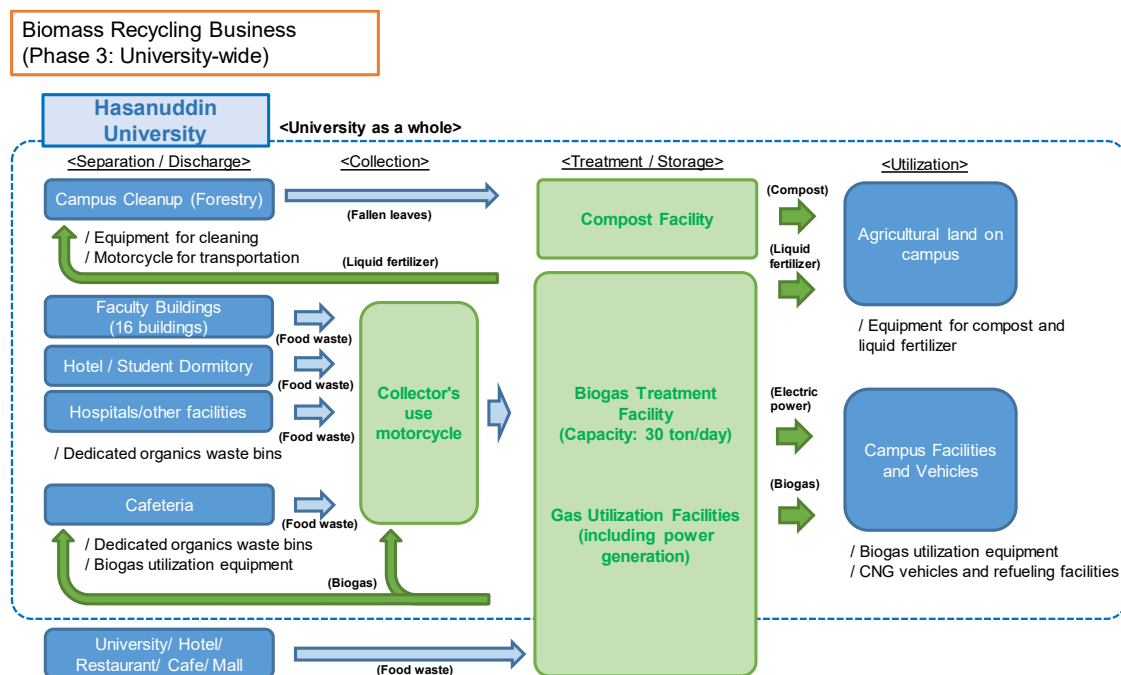 Biomass Recycling Business
(Phase 3: University-wide)
Hasanuddin
University
<University as a whole>
<Separation / Discharge>
<Collection>
<Treatment / Storage>
<Utilization>
Campus Cleanup (Forestry)
(Fallen leaves)
/ Equipment for cleaning
/ Motorcycle for transportation
(Liquid fertilizer)
Compost Facility
(Compost)
(Liquid
fertilizer)
Agricultural land on
campus
/ Equipment for compost and
liquid fertilizer
Faculty Buildings
(16 buildings)
(Food waste)
Hotel / Student Dormitory
(Food waste)
Hospitals/other facilities
(Food waste)
/ Dedicated organics waste bins
Collector's
use
motorcycle
Biogas Treatment
Facility
(Capacity: 30 ton/day)
Gas Utilization Facilities
(including power
generation)
(Electric
power)
(Biogas)
Campus Facilities
and Vehicles
/ Biogas utilization equipment
/ CNG vehicles and refueling facilities
Cafeteria
(Food waste)
/ Dedicated organics waste bins
/ Biogas utilization equipment
(Biogas)
University/ Hotel/
Restaurant/ Cafe/ Mall
(Food waste)